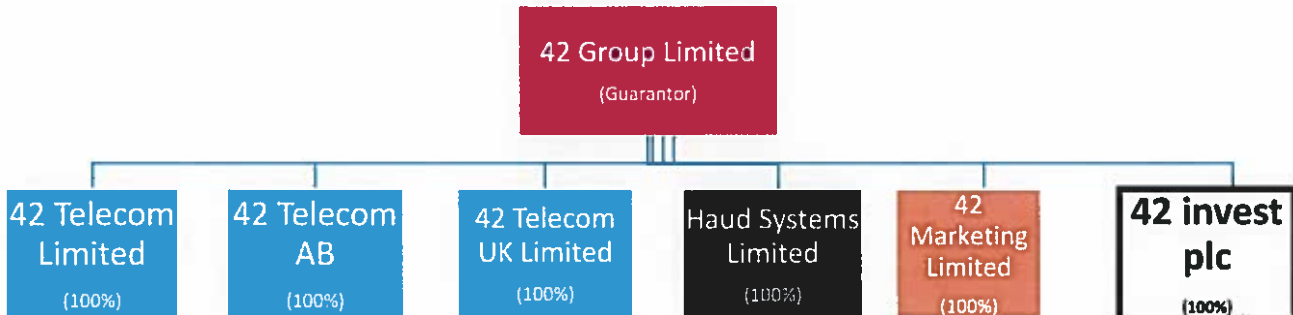 42 Group Limited
(Guarantor)
42 Telecom
Limited
(100%)
42 Telecom
AB
(100%)
42 Telecom
UK Limited
(100%)
Haud Systems
Limited
(100%)
42
Marketing
Limited
(100%)
42 invest
plc
(100%)